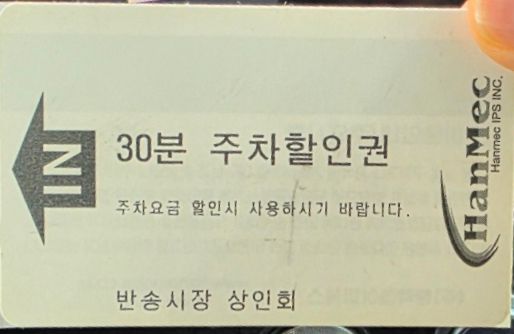 IN
30분 주차할인권
주차요금 할인시 사용하시기 바랍니다.
반송시장 상인회
HanMec
Hanmec IPS INC.